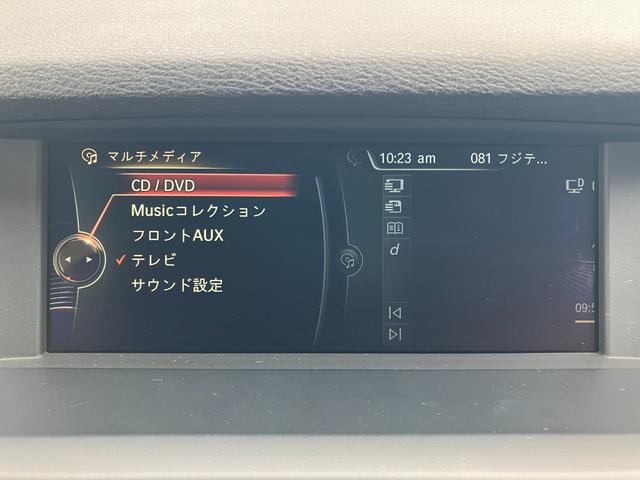 マルチメディア
10:23 am 081 フジテ...
CD / DVD
Musicコレクション
フロントAUX
テレビ
サウンド設定
D
d